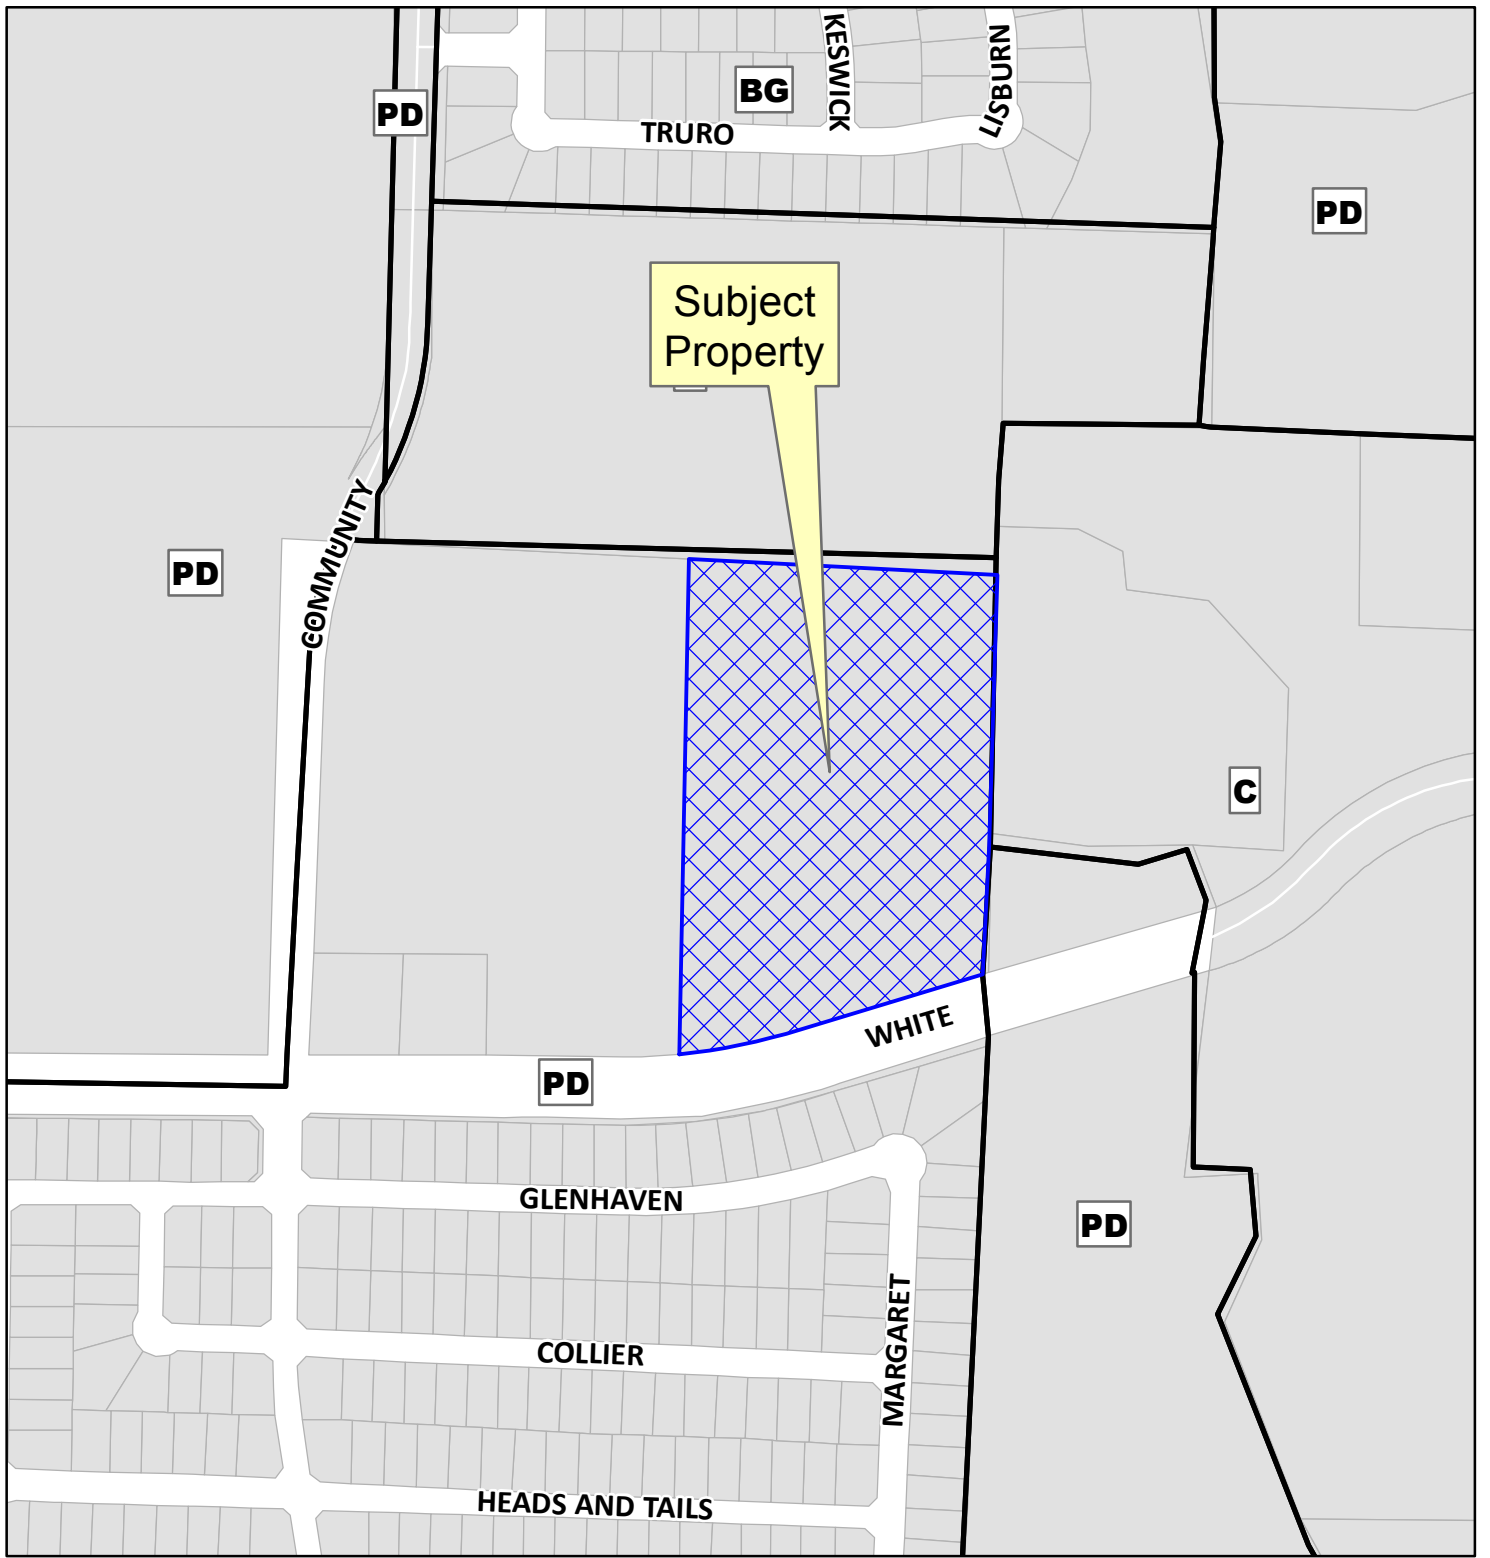 KESWICK
LISBURN
BG
PD
TRURO
PD
Subject
Property
COMMUNITY
PD
C
WHITE
PD
GLENHAVEN
PD
MARGARET
COLLIER
HEADS AND TAILS